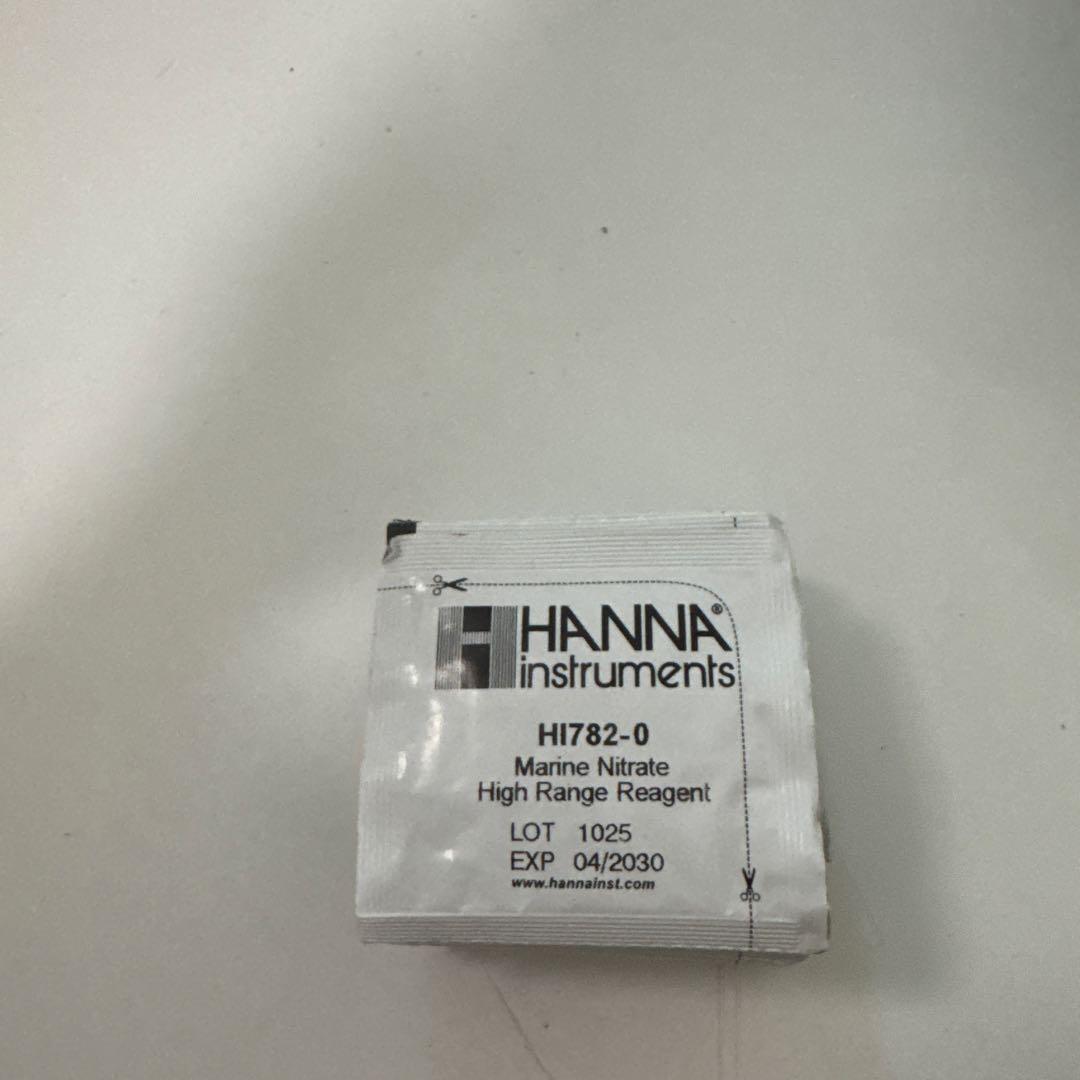 HANNA®
instruments
HI782-0
Marine Nitrate
High Range Reagent
LOT 1025
EXP 04/2030
www.hannainst.com